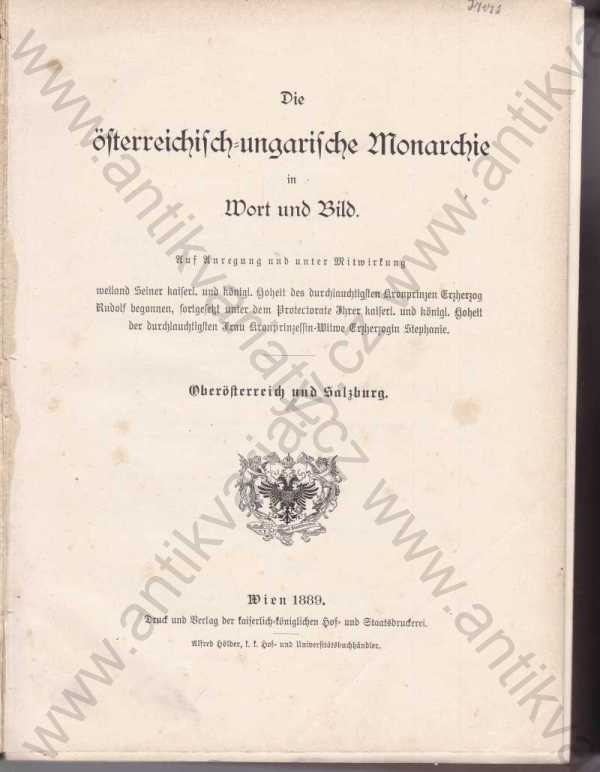 Die
österreichisch-ungarische Monarchie
in
Wort und Bild.
Auf Anregung und unter Mitwirkung
weiland Seiner kaiserl. und königl. Hoheit des durchlauchtigsten Kronprinzen Erzherzog
Rudolf begonnen, fortgesetzt unter dem Protectorate Ihrer kaiserl. und königl. Hoheit
der durchlauchtigsten Frau Kronprinzessin-Witwe Erzherzogin Stephanie.
Oberösterreich und Salzburg.
Wien 1889.
Druck und Verlag der kaiserlich-königlichen Hof- und Staatsdruckerei.
Alfred Hölder, k. k. Hof- und Universitätsbuchhändler.
www.antikvariaty.cz
www.antikvariaty.cz